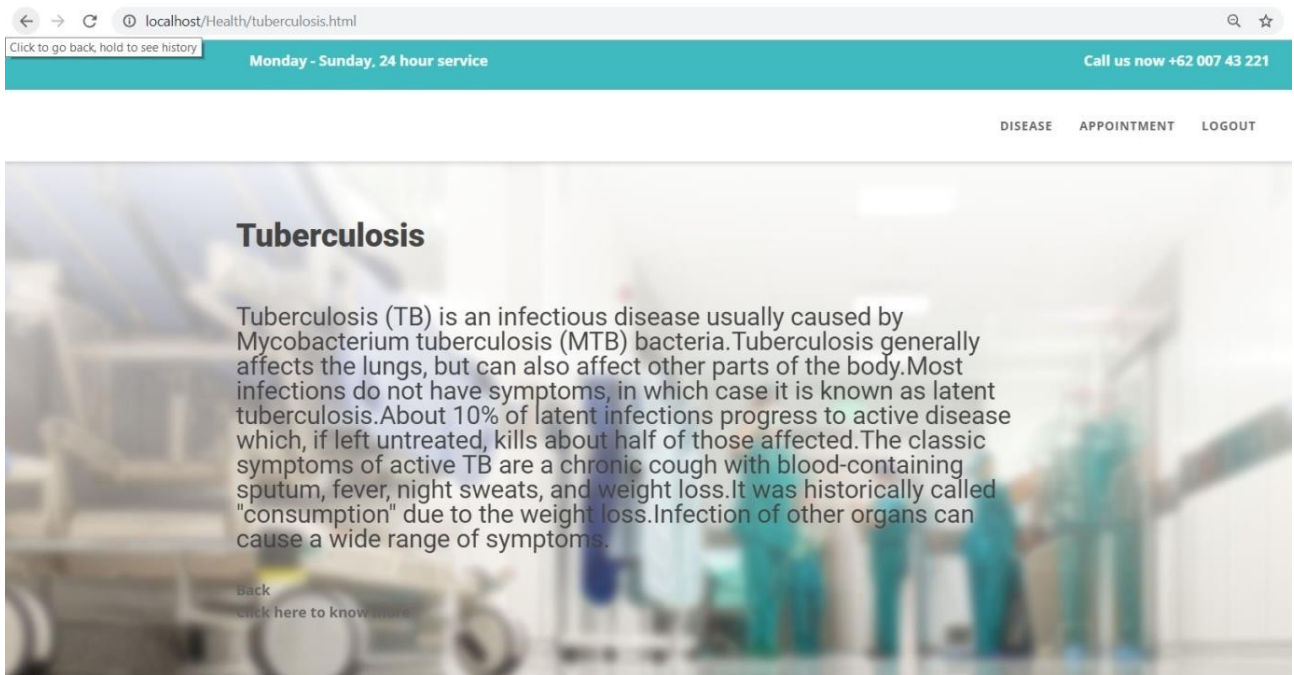 localhost/Health/tuberculosis.html
Click to go back, hold to see history
Monday - Sunday, 24 hour service
Call us now +62 007 43 221
DISEASE APPOINTMENT LOGOUT
Tuberculosis
Tuberculosis (TB) is an infectious disease usually caused by
Mycobacterium tuberculosis (MTB) bacteria.Tuberculosis generally
affects the lungs, but can also affect other parts of the body.Most
infections do not have symptoms, in which case it is known as latent
tuberculosis.About 10% of latent infections progress to active disease
which, if left untreated, kills about half of those affected.The classic
symptoms of active TB are a chronic cough with blood-containing
sputum, fever, night sweats, and weight loss.It was historically called
"consumption" due to the weight loss.Infection of other organs can
cause a wide range of symptoms.
Back
click here to know more